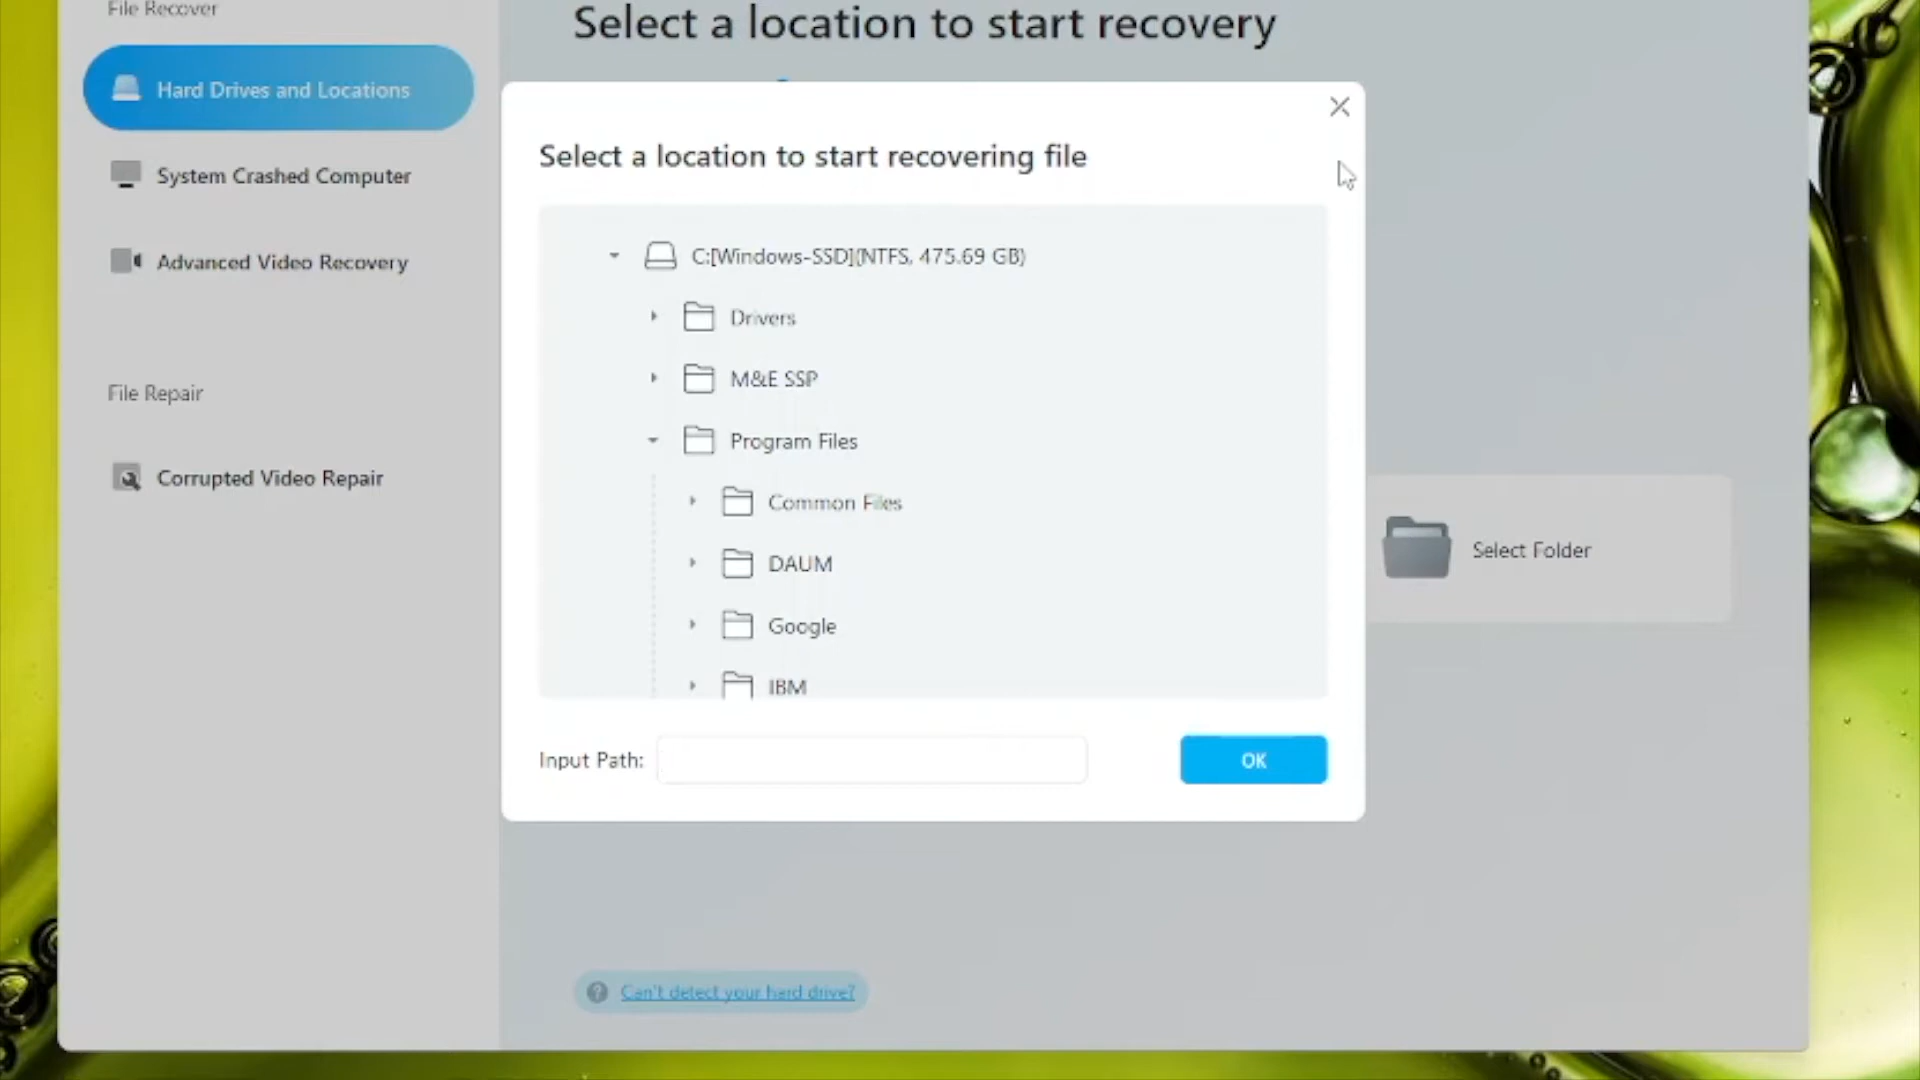 File Recover
Select a location to start recovery
Hard Drives and Locations
System Crashed Computer
Advanced Video Recovery
File Repair
Corrupted Video Repair
Select a location to start recovering file
C:[Windows-SSD](NTFS, 475.69 GB)
Drivers
M&E SSP
Program Files
Common Files
DAUM
Google
IBM
Input Path:
OK
Select Folder
Can't detect your hard drive?